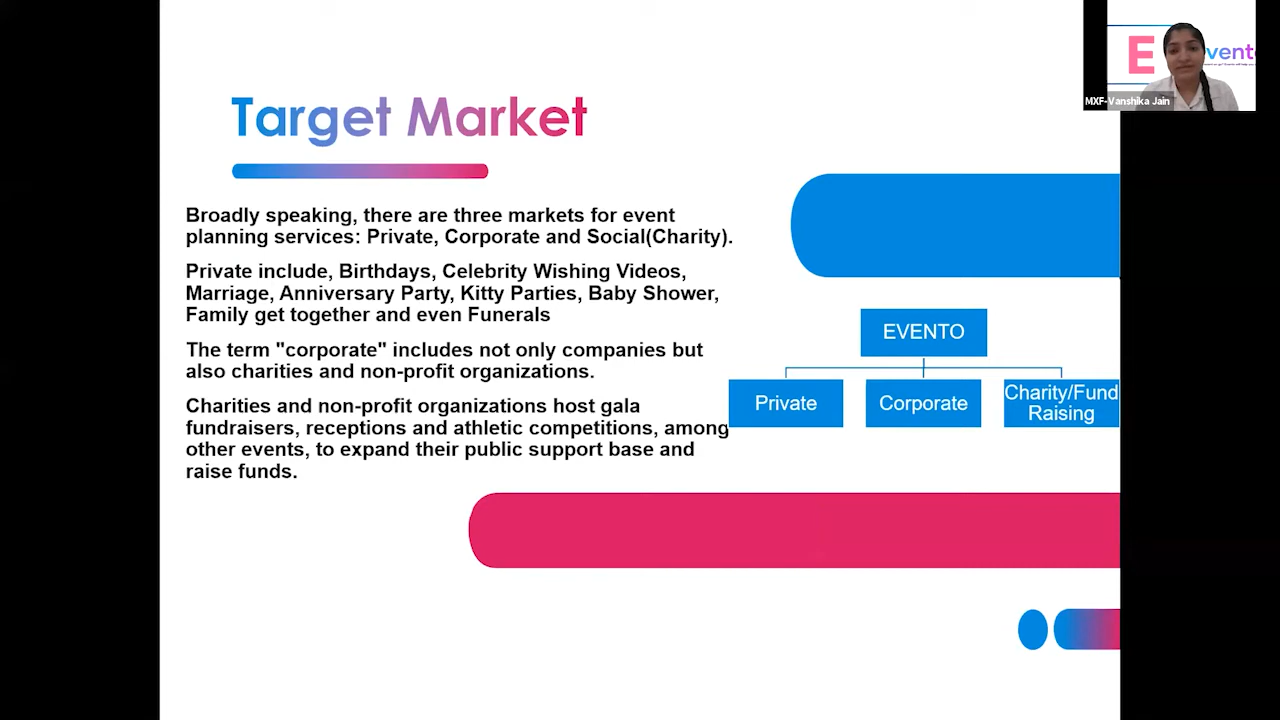 Target Market
Broadly speaking, there are three markets for event
planning services: Private, Corporate and Social(Charity).
Private include, Birthdays, Celebrity Wishing Videos,
Marriage, Anniversary Party, Kitty Parties, Baby Shower,
Family get together and even Funerals
The term "corporate" includes not only companies but
also charities and non-profit organizations.
Charities and non-profit organizations host gala
fundraisers, receptions and athletic competitions, among
other events, to expand their public support base and
raise funds.
EVENTO
Private
Corporate
Charity/Fund
Raising
E
vent
MXF-Vanshika Jain